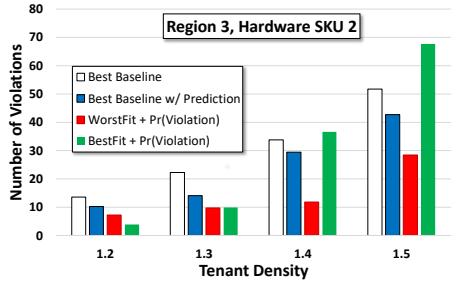 Region 3, Hardware SKU 2
Number of Violations
80
70
60
50
40
30
20
10
0
Best Baseline
Best Baseline w/ Prediction
WorstFit + Pr(Violation)
BestFit + Pr(Violation)
1.2 1.3 1.4 1.5
Tenant Density